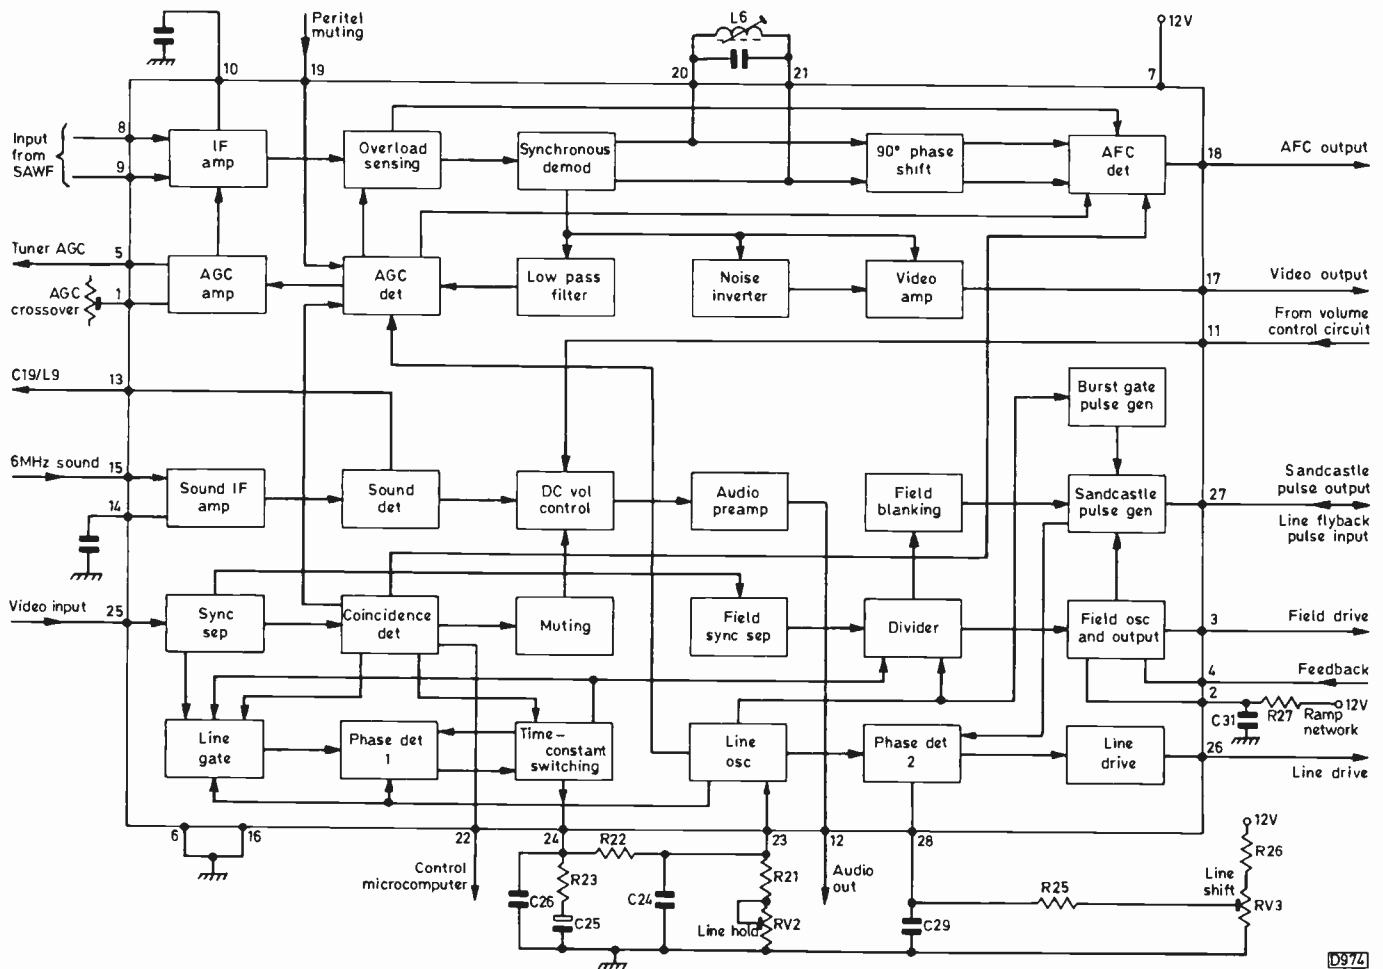 Peritel
muting
L6
12V
10
19
20
21
7
Input
from
SAWF
8
9
IF
amp
Overload
sensing
Synchronous
demod
90° phase
shift
AFC
det
18
AFC output
Tuner AGC
5
AGC
crossover
1
AGC
amp
AGC
det
Low pass
filter
Noise
inverter
Video
amp
17
Video output
From volume
control circuit
11
C19/L9
13
Burst gate
pulse gen
6MHz sound
15
14
Sound IF
amp
Sound
det
DC vol
control
Audio
preamp
Field
blanking
Sandcastle
pulse gen
27
Sandcastle
pulse output
Line flyback
pulse input
Video input
25
Sync
sep
Coincidence
det
Muting
Field
sync sep
Divider
Field osc
and output
3
Field drive
4
Feedback
2
C31
R27
12V
Ramp
network
Line
gate
Phase det
1
Time-
constant
switching
Line
osc
Phase det
2
Line
drive
26
Line drive
6
16
22
24
23
12
28
R22
Control
microcomputer
R23
C26
C25
C24
R21
Line hold
RV2
Audio
out
C29
R25
12V
R26
Line
shift
RV3
D974